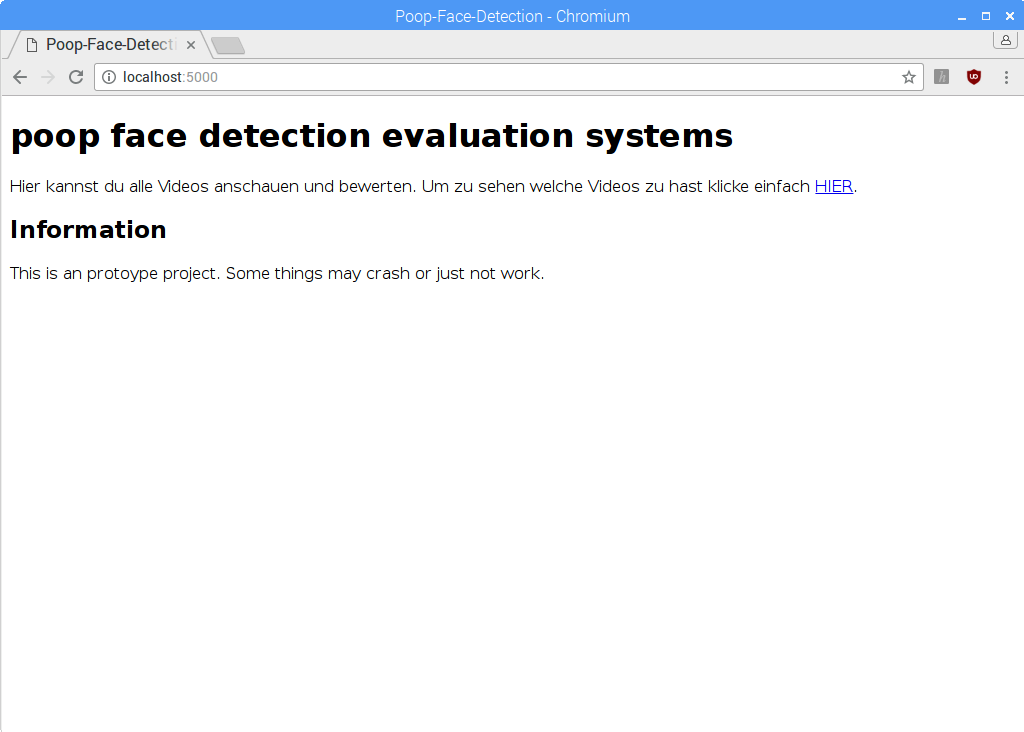 Poop-Face-Detection - Chromium
Poop-Face-Detecti
localhost:5000
poop face detection evaluation systems
Hier kannst du alle Videos anschauen und bewerten. Um zu sehen welche Videos zu hast klicke einfach HIER.
Information
This is an protoype project. Some things may crash or just not work.